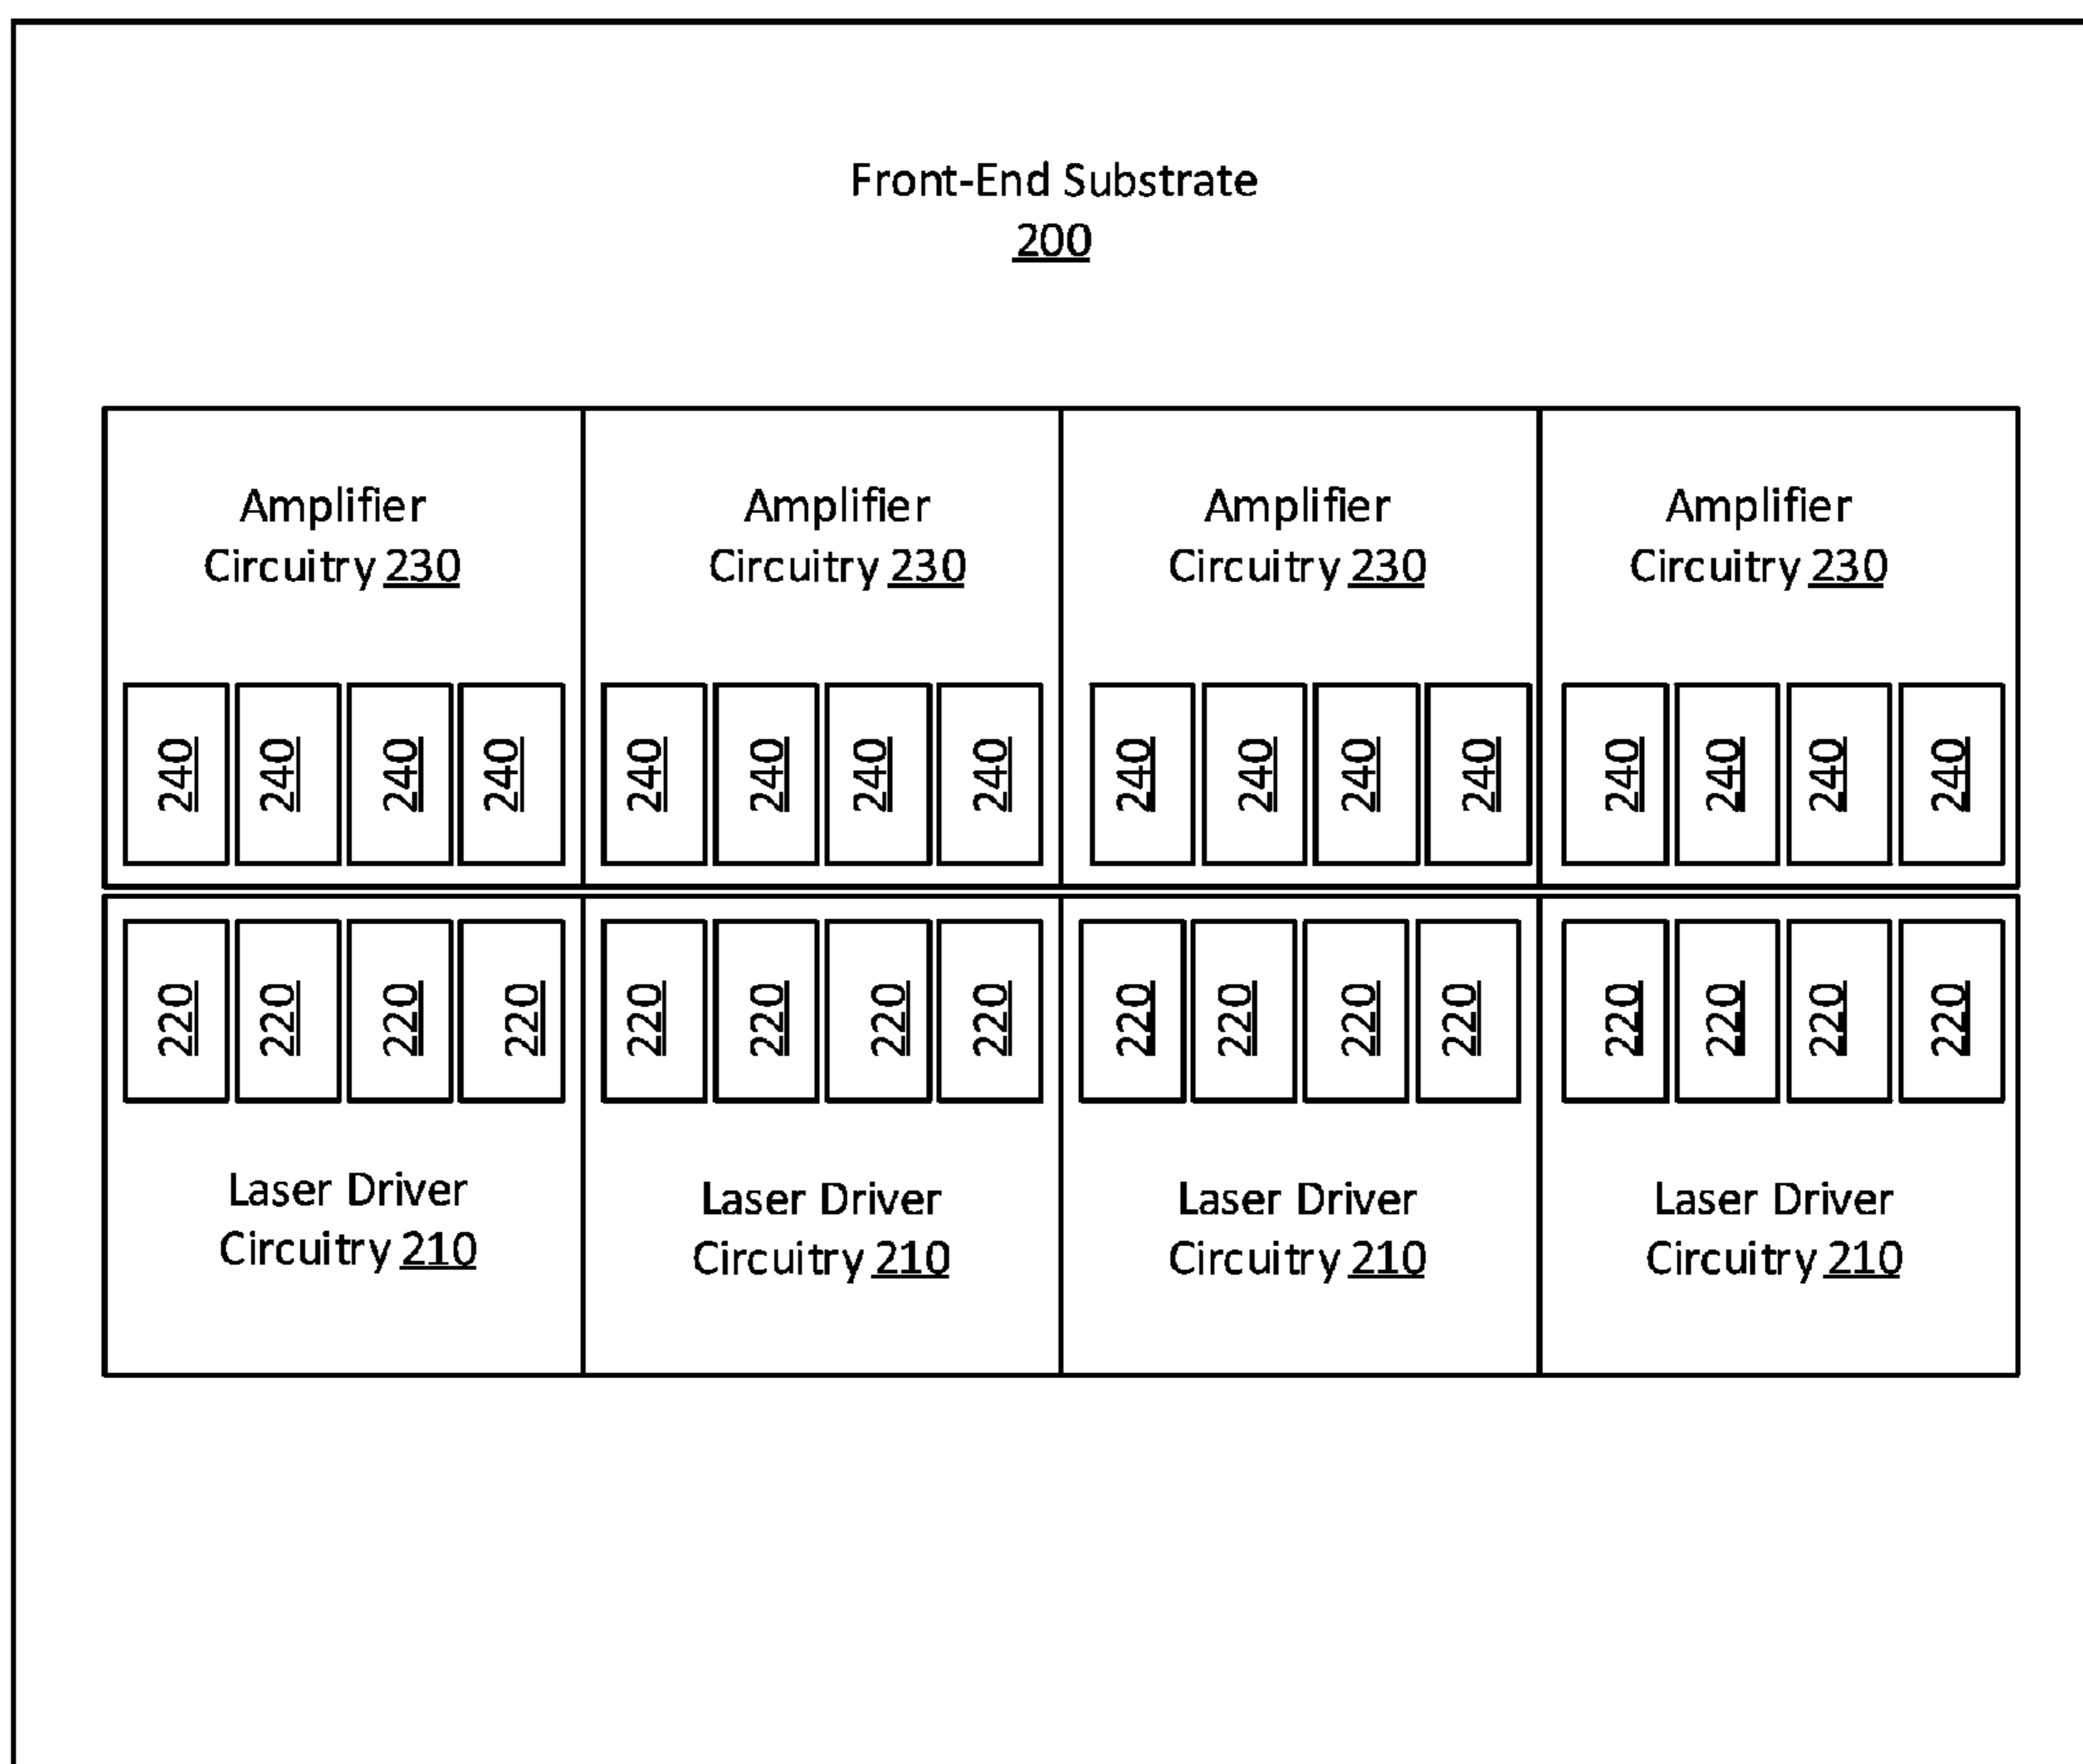 Front-End Substrate
200
Amplifier Circuitry 230
Amplifier Circuitry 230
Amplifier Circuitry 230
Amplifier Circuitry 230
240 240 240 240 240 240 240 240 240 240 240 240 240 240 240 240
220 220 220 220 220 220 220 220 220 220 220 220 220 220 220 220
Laser Driver Circuitry 210
Laser Driver Circuitry 210
Laser Driver Circuitry 210
Laser Driver Circuitry 210